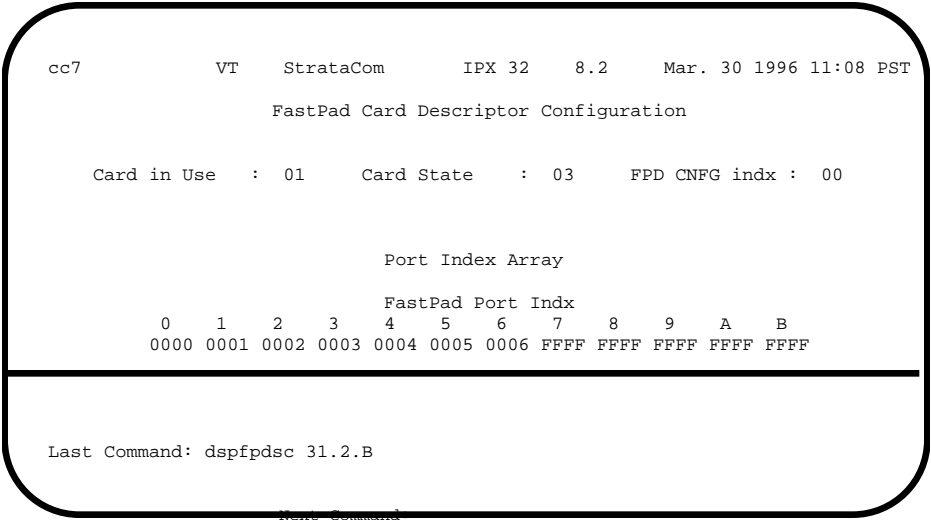 cc7 VT StrataCom IPX 32 8.2 Mar. 30 1996 11:08 PST
FastPad Card Descriptor Configuration
Card in Use : 01 Card State : 03 FPD CNFG indx : 00
Port Index Array
FastPad Port Indx
0 1 2 3 4 5 6 7 8 9 A B
0000 0001 0002 0003 0004 0005 0006 FFFF FFFF FFFF FFFF FFFF
Last Command: dspfpdsc 31.2.B
Next Command